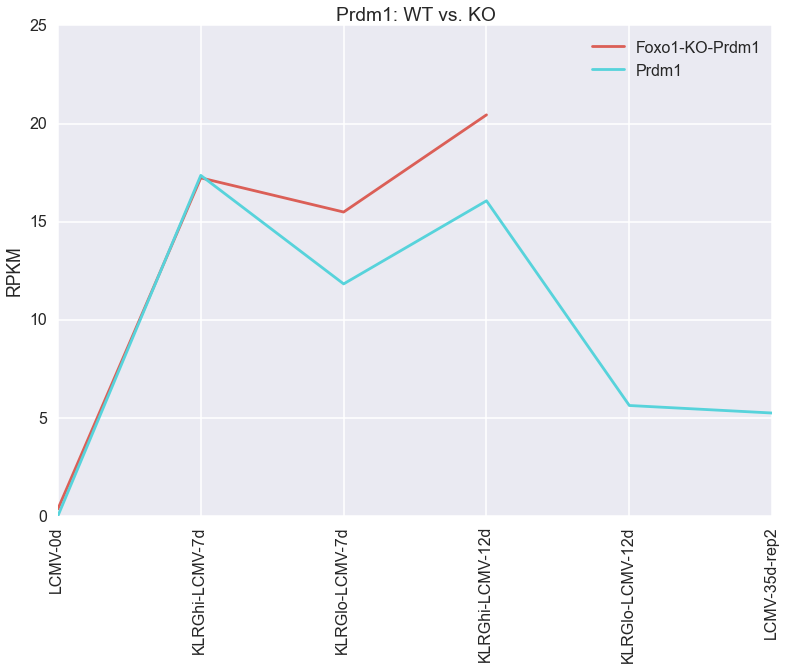 Prdm1: WT vs. KO
Foxo1-KO-Prdm1
Prdm1
RPKM
25
20
15
10
5
0
LCMV-0d
KLRGhi-LCMV-7d
KLRGlo-LCMV-7d
KLRGhi-LCMV-12d
KLRGlo-LCMV-12d
LCMV-35d-rep2